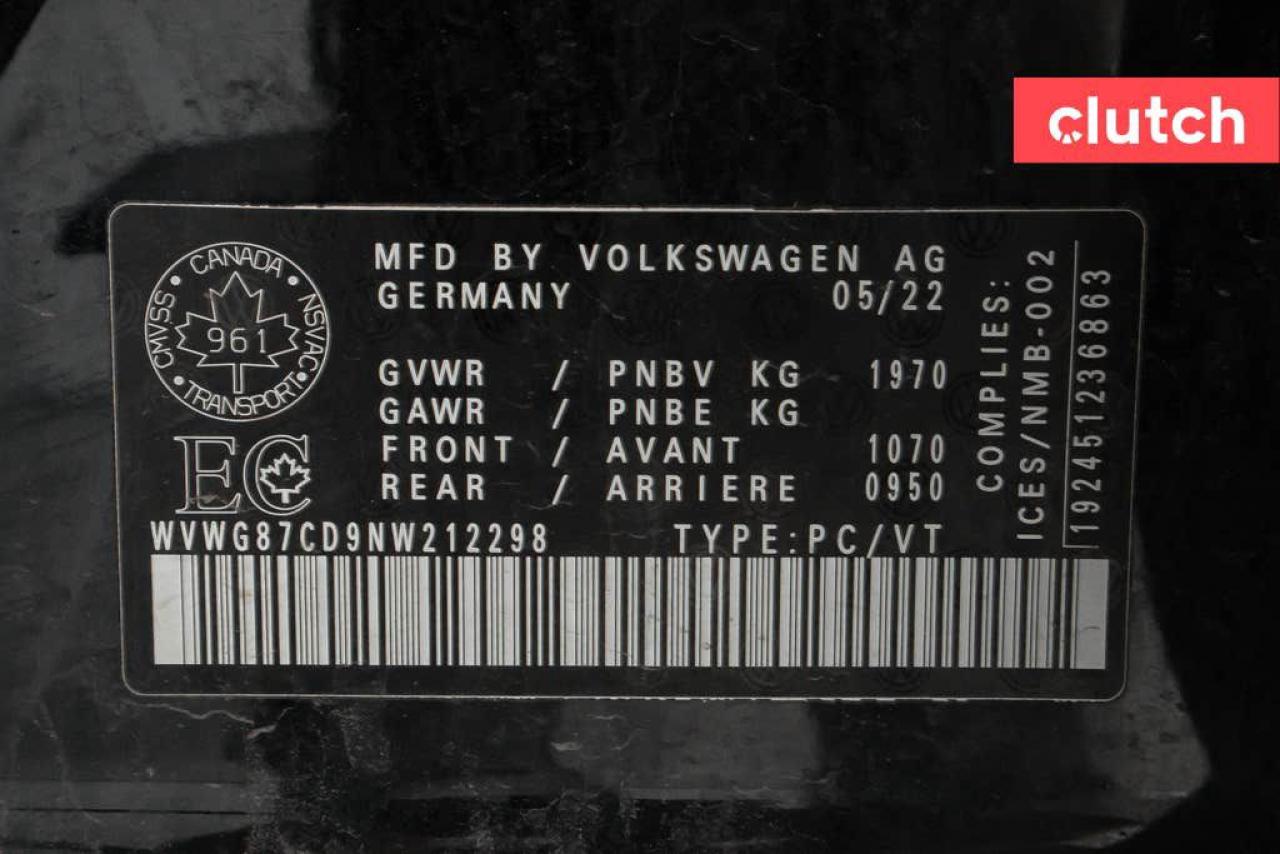 clutch
CANADA
CMVSS
NSVAC
961
TRANSPORT
EC
MFD BY VOLKSWAGEN AG
GERMANY 05/22
GVWR / PNBV KG 1970
GAWR / PNBE KG
FRONT / AVANT 1070
REAR / ARRIERE 0950
WVWG87CD9NW212298 TYPE:PC/VT
COMPLIES:
ICES/NMB-002
192451236863